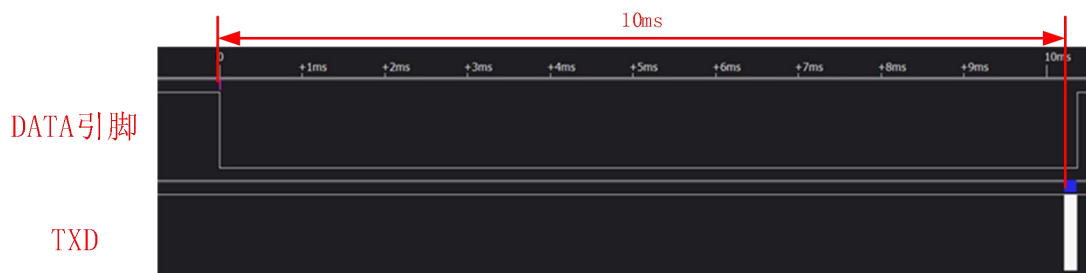 10ms
0 +1ms +2ms +3ms +4ms +5ms +6ms +7ms +8ms +9ms 10ms
DATA引脚
TXD